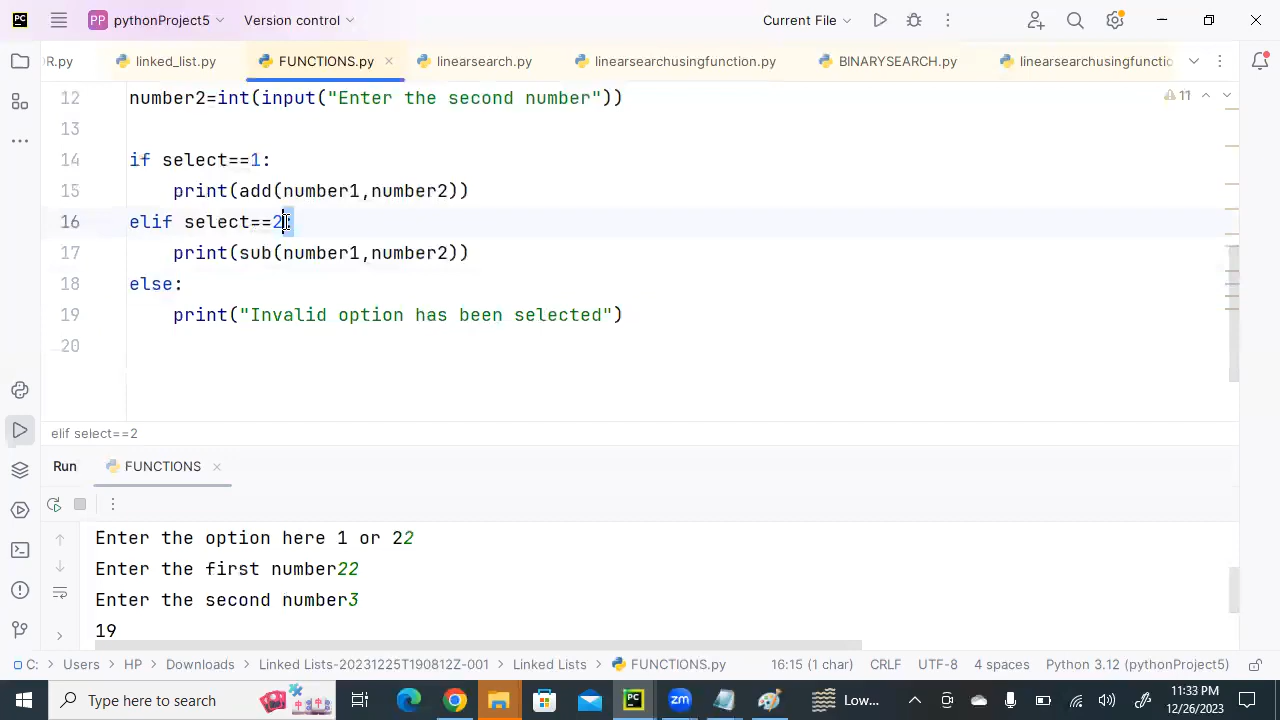 PP pythonProject5 Version control Current File
R.py linked_list.py FUNCTIONS.py linearsearch.py linearsearchusingfunction.py BINARYSEARCH.py linearsearchusingfunctio
12 number2=int(input("Enter the second number"))
11
13
14 if select==1:
15 print(add(number1,number2))
16 elif select==2:
17 print(sub(number1,number2))
18 else:
19 print("Invalid option has been selected")
20
elif select==2
Run FUNCTIONS
Enter the option here 1 or 22
Enter the first number22
Enter the second number3
19
C: Users HP Downloads Linked Lists-20231225T190812Z-001 Linked Lists FUNCTIONS.py 16:15 (1 char) CRLF UTF-8 4 spaces Python 3.12 (pythonProject5)
Type here to search PC zm Low... 11:33 PM
12/26/2023